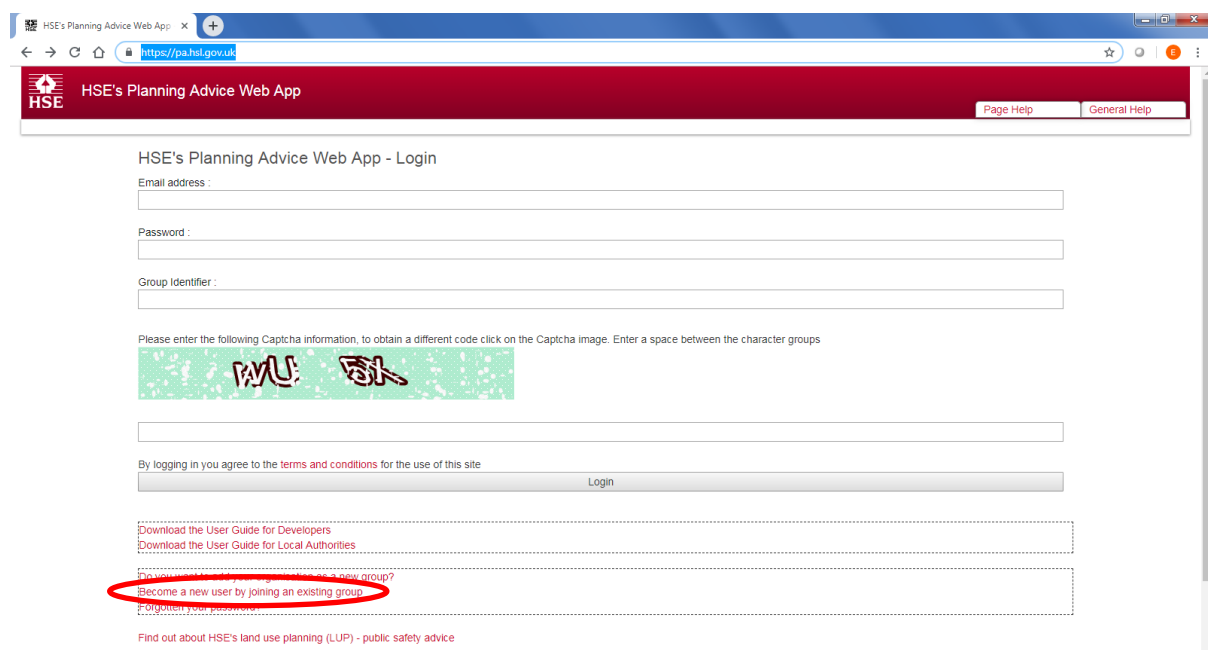 HSE's Planning Advice Web App
https://pa.hsl.gov.uk
E
HSE
HSE's Planning Advice Web App
Page Help
General Help
HSE's Planning Advice Web App - Login
Email address :
Password :
Group Identifier :
Please enter the following Captcha information, to obtain a different code click on the Captcha image. Enter a space between the character groups
By logging in you agree to the terms and conditions for the use of this site
Login
Download the User Guide for Developers
Download the User Guide for Local Authorities
Do you want to add your organisation as a new group?
Become a new user by joining an existing group
Forgotten your password?
Find out about HSE's land use planning (LUP) - public safety advice